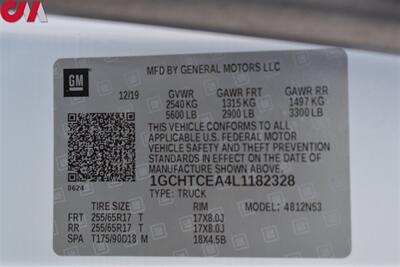 CIA
GM
MFD BY GENERAL MOTORS LLC
12/19 GVWR GAWR FRT GAWR RR
2540 KG 1315 KG 1497 KG
5600 LB 2900 LB 3300 LB
THIS VEHICLE CONFORMS TO ALL
APPLICABLE U.S. FEDERAL MOTOR
VEHICLE SAFETY AND THEFT PREVENTION
STANDARDS IN EFFECT ON THE DATE OF
MANUFACTURE SHOWN ABOVE.
0624 1GCHTCEA4L1182328
TYPE: TRUCK MODEL: 4812N53
TIRE SIZE RIM
FRT 255/65R17 T 17X8.0J
RR 255/65R17 T 17X8.0J
SPA T175/90D18 M 18X4.5B